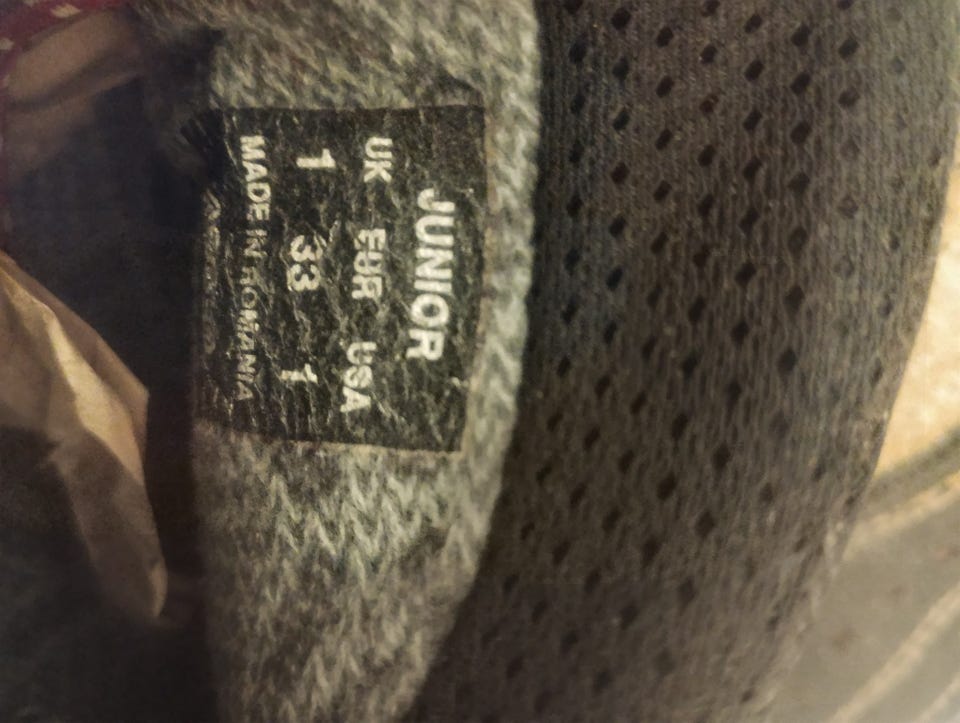 JUNIOR
UK EUR USA
1 33 1
MADE IN ROMANIA